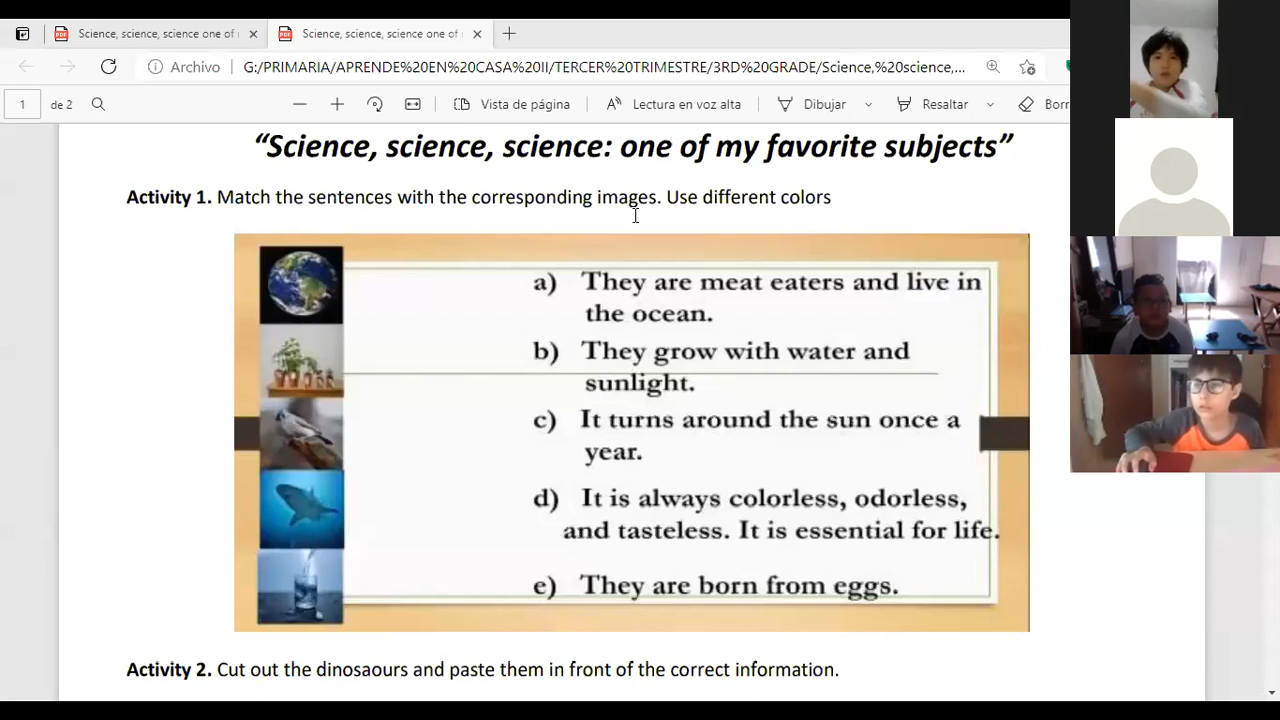 Science, science, science one of
Science, science, science one of
Archivo
G:/PRIMARIA/APRENDE%20EN%20CASA%20II/TERCER%20TRIMESTRE/3RD%20GRADE/Science,%20science,...
1 de 2
Vista de página
Lectura en voz alta
Dibujar
Resaltar
Borr
“Science, science, science: one of my favorite subjects”
Activity 1. Match the sentences with the corresponding images. Use different colors
a) They are meat eaters and live in
the ocean.
b) They grow with water and
sunlight.
c) It turns around the sun once a
year.
d) It is always colorless, odorless,
and tasteless. It is essential for life.
e) They are born from eggs.
Activity 2. Cut out the dinosaours and paste them in front of the correct information.